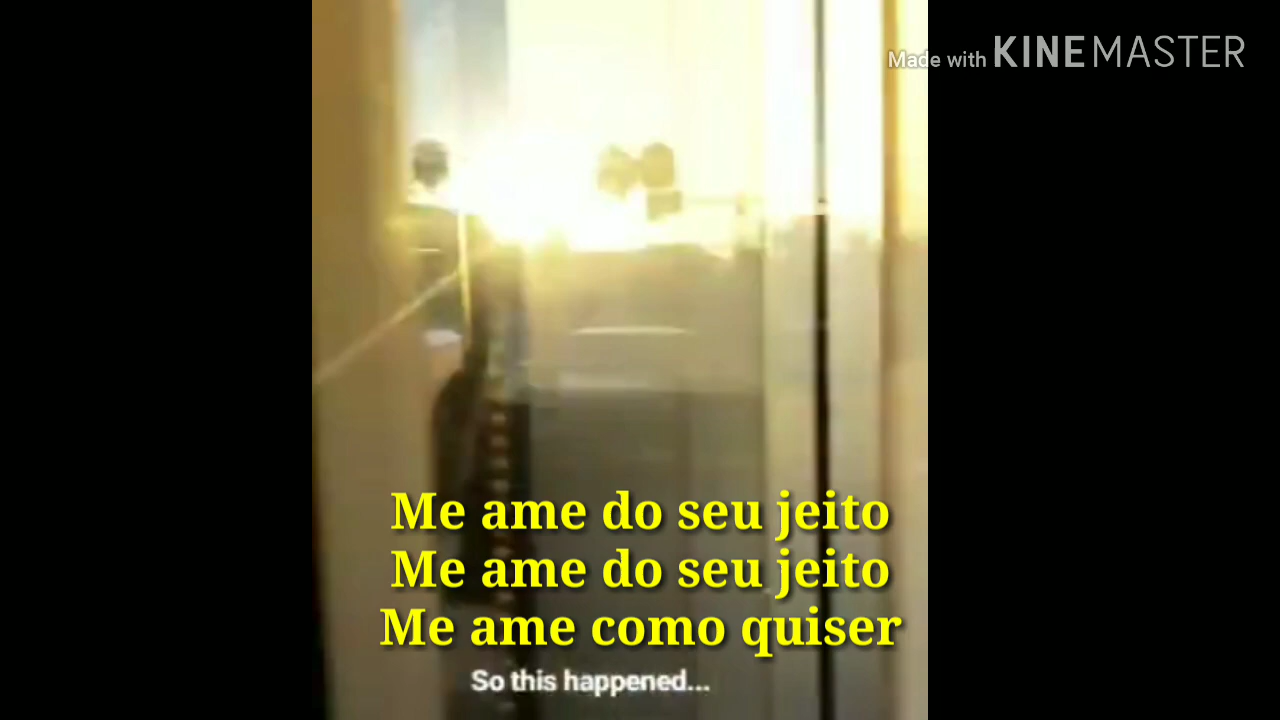 Made with KINEMASTER
Me ame do seu jeito
Me ame do seu jeito
Me ame como quiser
So this happened...